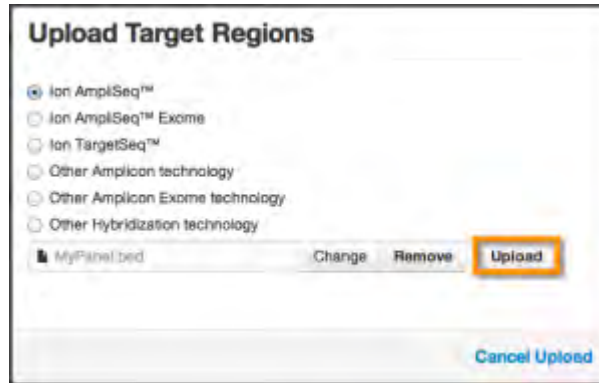 Upload Target Regions
Ion AmpliSeq™
Ion AmpliSeq™ Exome
Ion TargetSeq™
Other Amplicon technology
Other Amplicon Exome technology
Other Hybridization technology
MyPanel.bed Change Remove Upload
Cancel Upload